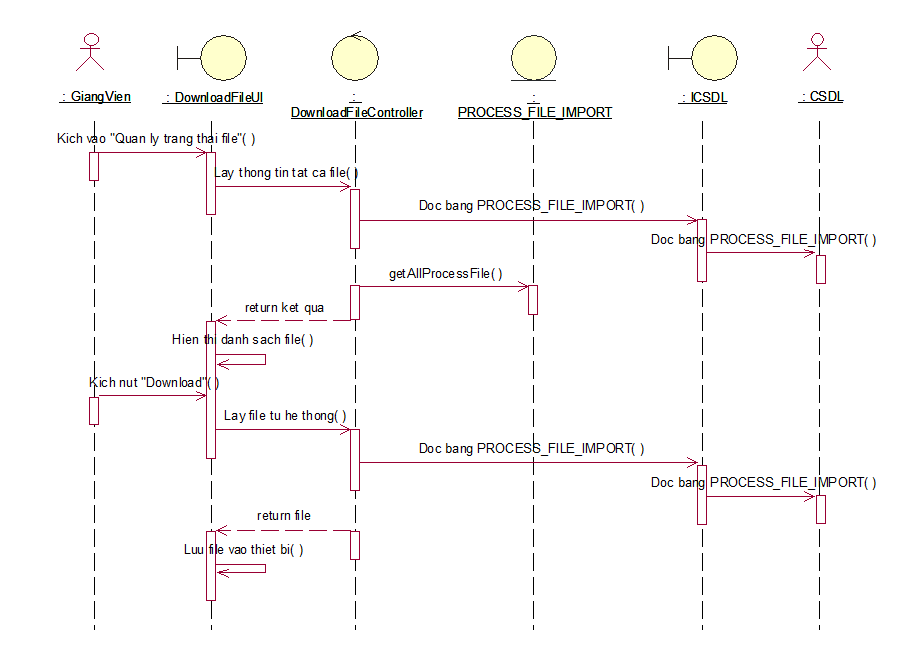 : GiangVien
: DownloadFileUI
:
DownloadFileController
:
PROCESS_FILE_IMPORT
: ICSDL
: CSDL
Kich vao "Quan ly trang thai file"( )
Lay thong tin tat ca file( )
Doc bang PROCESS_FILE_IMPORT( )
Doc bang PROCESS_FILE_IMPORT( )
getAllProcessFile( )
return ket qua
Hien thi danh sach file( )
Kich nut "Download"( )
Lay file tu he thong( )
Doc bang PROCESS_FILE_IMPORT( )
Doc bang PROCESS_FILE_IMPORT( )
return file
Luu file vao thiet bi( )